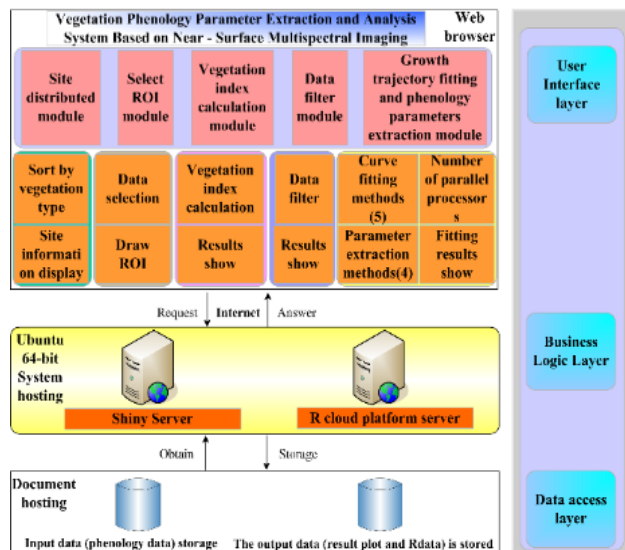 Vegetation Phenology Parameter Extraction and Analysis
System Based on Near - Surface Multispectral Imaging
Web
browser
Site
distributed
module
Select
ROI
module
Vegetation
index
calculation
module
Data
filter
module
Growth
trajectory fitting
and phenology
parameters
extraction module
Sort by
vegetation
type
Data
selection
Vegetation
index
calculation
Data
filter
Curve
fitting
methods
(5)
Number
of parallel
processor
s
Site
informati
on display
Draw
ROI
Results
show
Results
show
Parameter
extraction
methods(4)
Fitting
results
show
Request
Internet
Answer
Ubuntu
64-bit
System
hosting
Shiny Server
R cloud platform server
Obtain
Storage
Document
hosting
Input data (phenology data) storage
The output data (result plot and Rdata) is stored
User
Interface
layer
Business
Logic Layer
Data access
layer